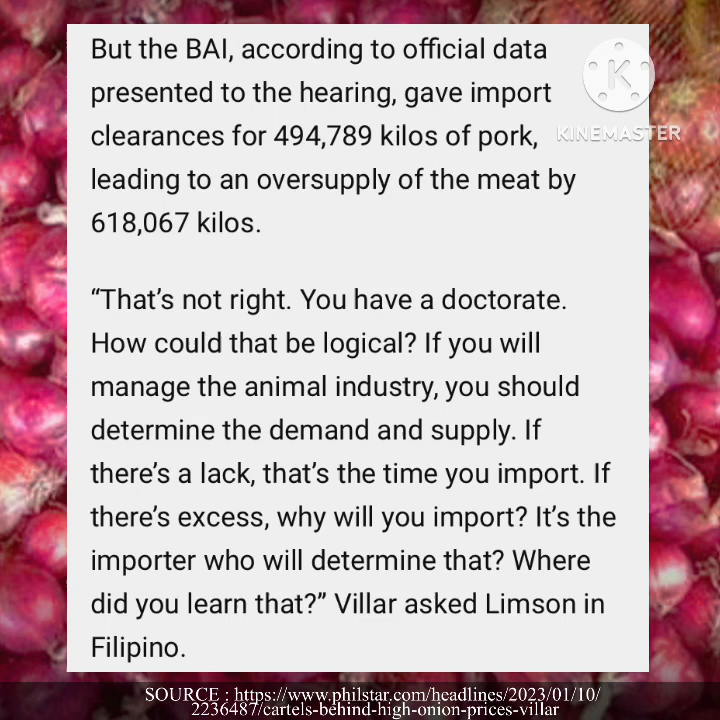 But the BAI, according to official data
presented to the hearing, gave import
clearances for 494,789 kilos of pork,
leading to an oversupply of the meat by
618,067 kilos.
“That’s not right. You have a doctorate.
How could that be logical? If you will
manage the animal industry, you should
determine the demand and supply. If
there’s a lack, that’s the time you import. If
there’s excess, why will you import? It’s the
importer who will determine that? Where
did you learn that?” Villar asked Limson in
Filipino.
K
KINEMASTER
SOURCE : https://www.philstar.com/headlines/2023/01/10/
2236487/cartels-behind-high-onion-prices-villar